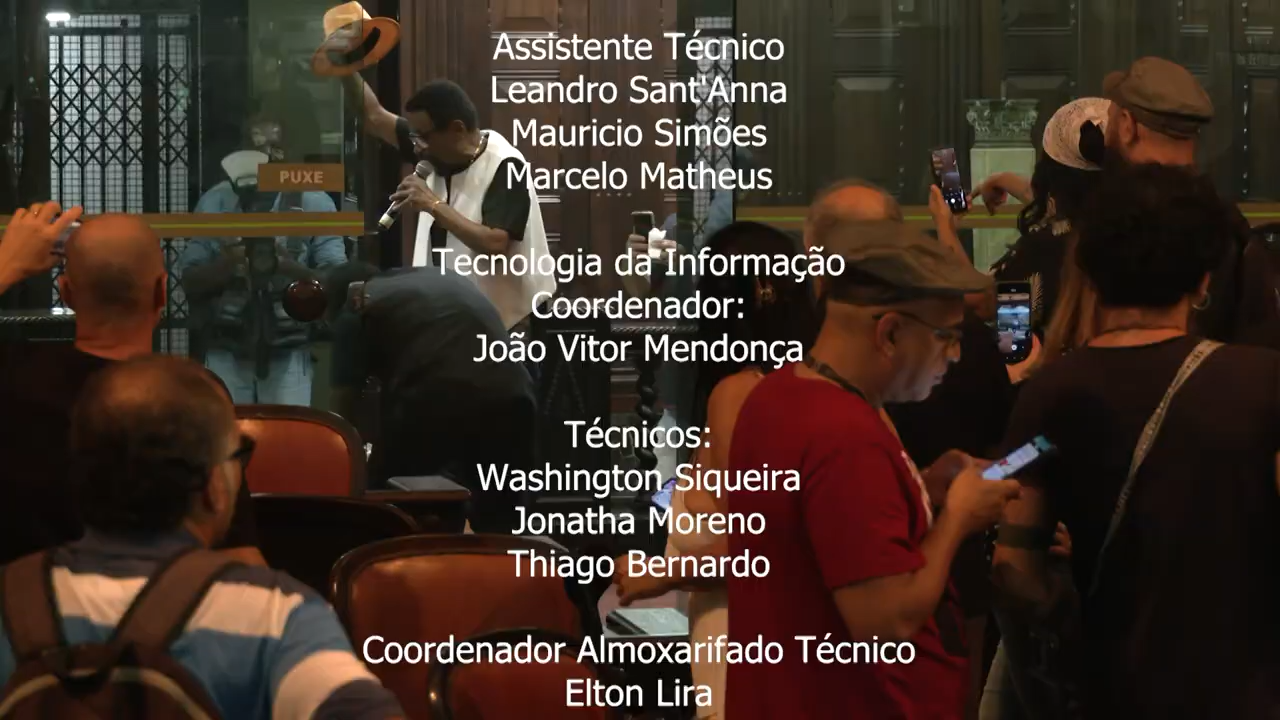 Assistente Técnico
Leandro Sant'Anna
Mauricio Simões
PUXE
Marcelo Matheus
Tecnologia da Informação
Coordenador:
João Vitor Mendonça
Técnicos:
Washington Siqueira
Jonatha Moreno
Thiago Bernardo
Coordenador Almoxarifado Técnico
Elton Lira